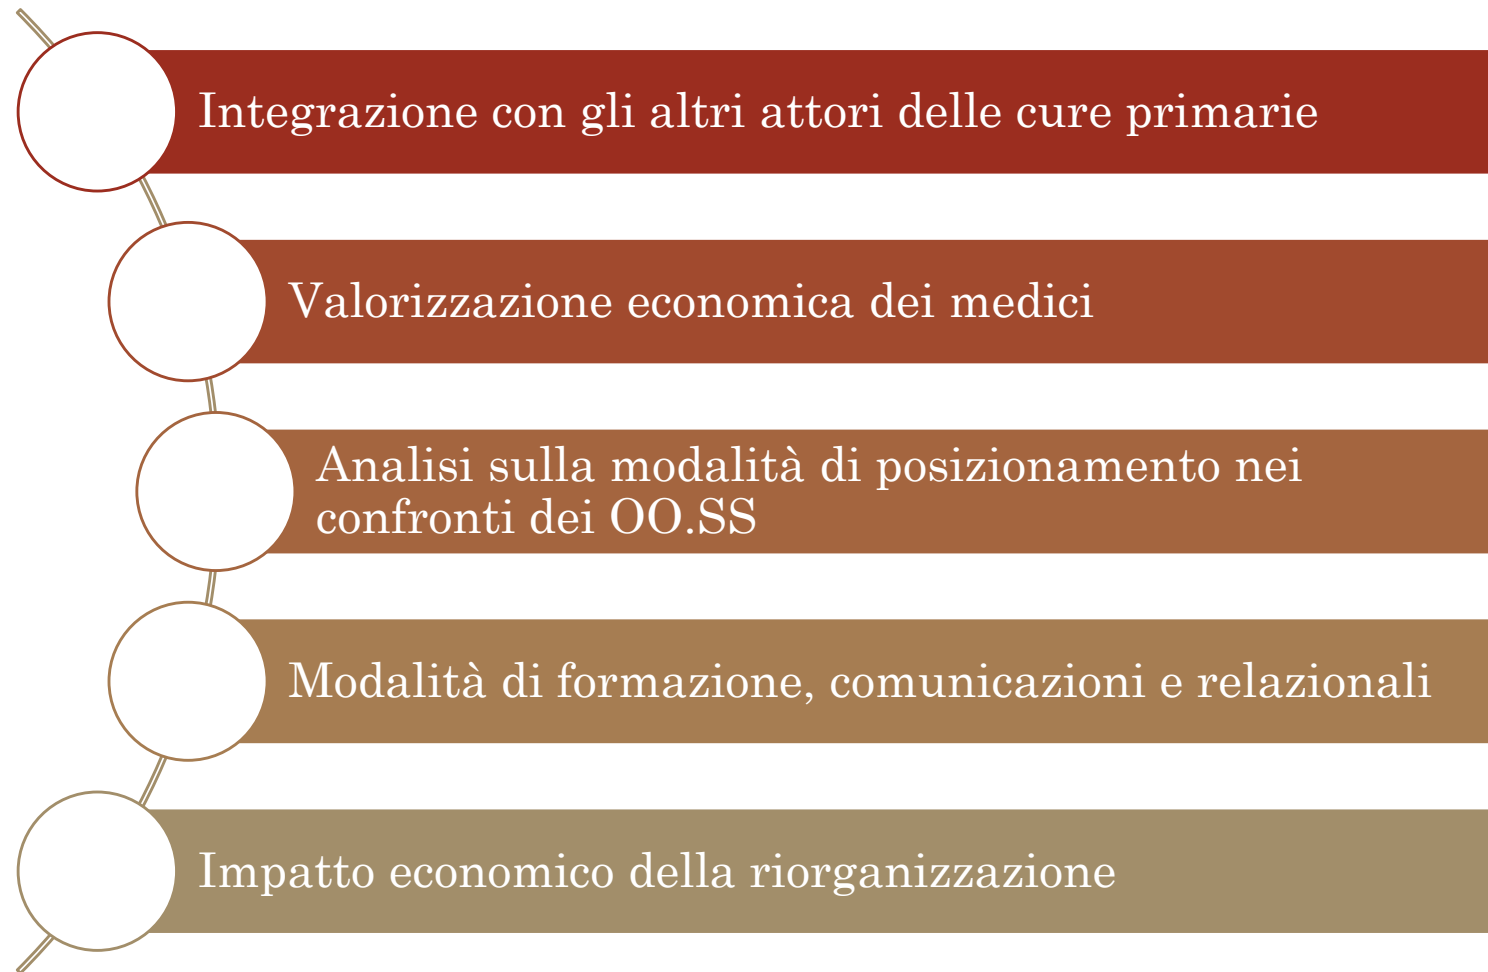 Integrazione con gli altri attori delle cure primarie
Valorizzazione economica dei medici
Analisi sulla modalità di posizionamento nei
confronti dei OO.SS
Modalità di formazione, comunicazioni e relazionali
Impatto economico della riorganizzazione